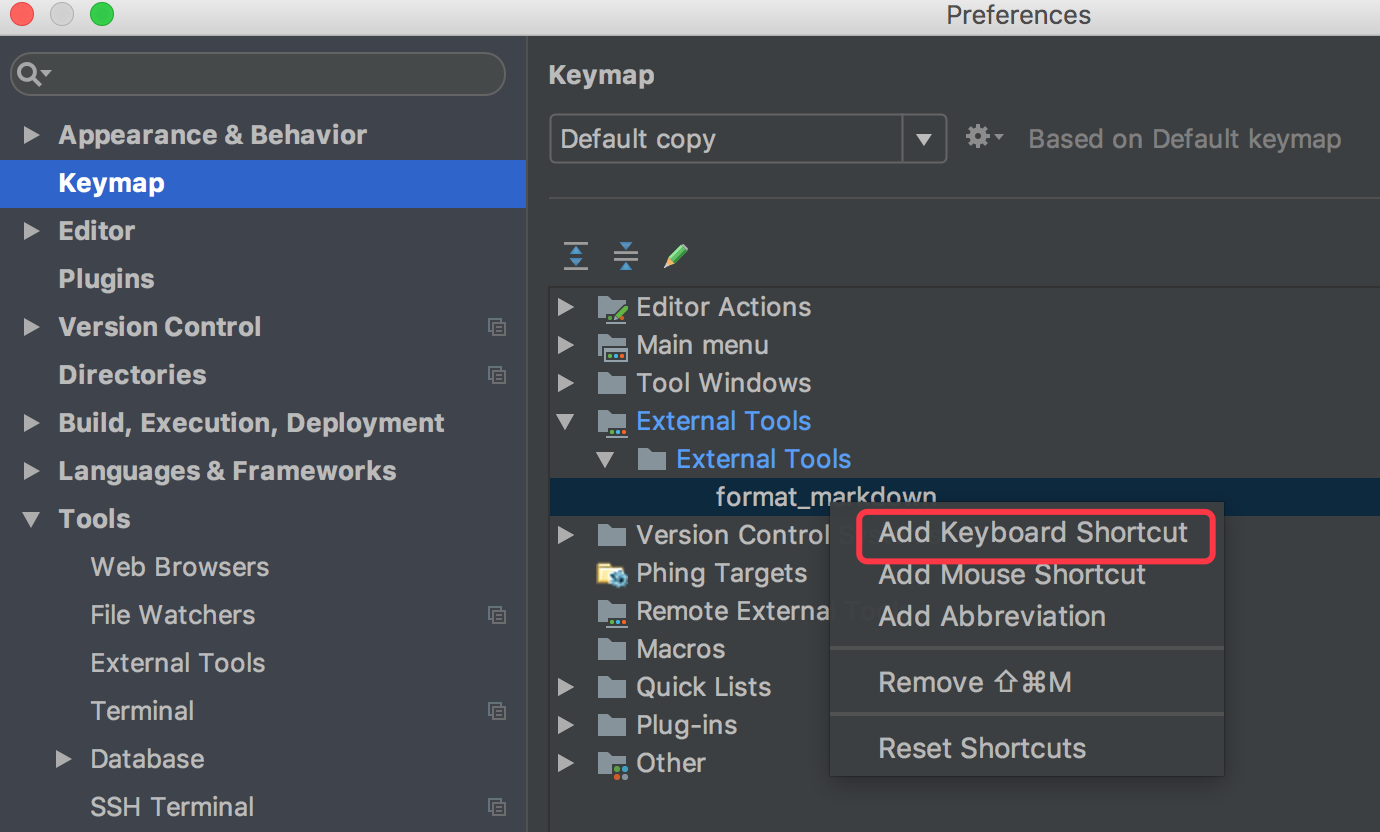 Preferences
Appearance & Behavior
Keymap
Editor
Plugins
Version Control
Directories
Build, Execution, Deployment
Languages & Frameworks
Tools
Web Browsers
File Watchers
External Tools
Terminal
Database
SSH Terminal
Keymap
Default copy
Based on Default keymap
Editor Actions
Main menu
Tool Windows
External Tools
External Tools
format_markdown
Version Control
Phing Targets
Remote External
Macros
Quick Lists
Plug-ins
Other
Add Keyboard Shortcut
Add Mouse Shortcut
Add Abbreviation
Remove ⇧⌘M
Reset Shortcuts